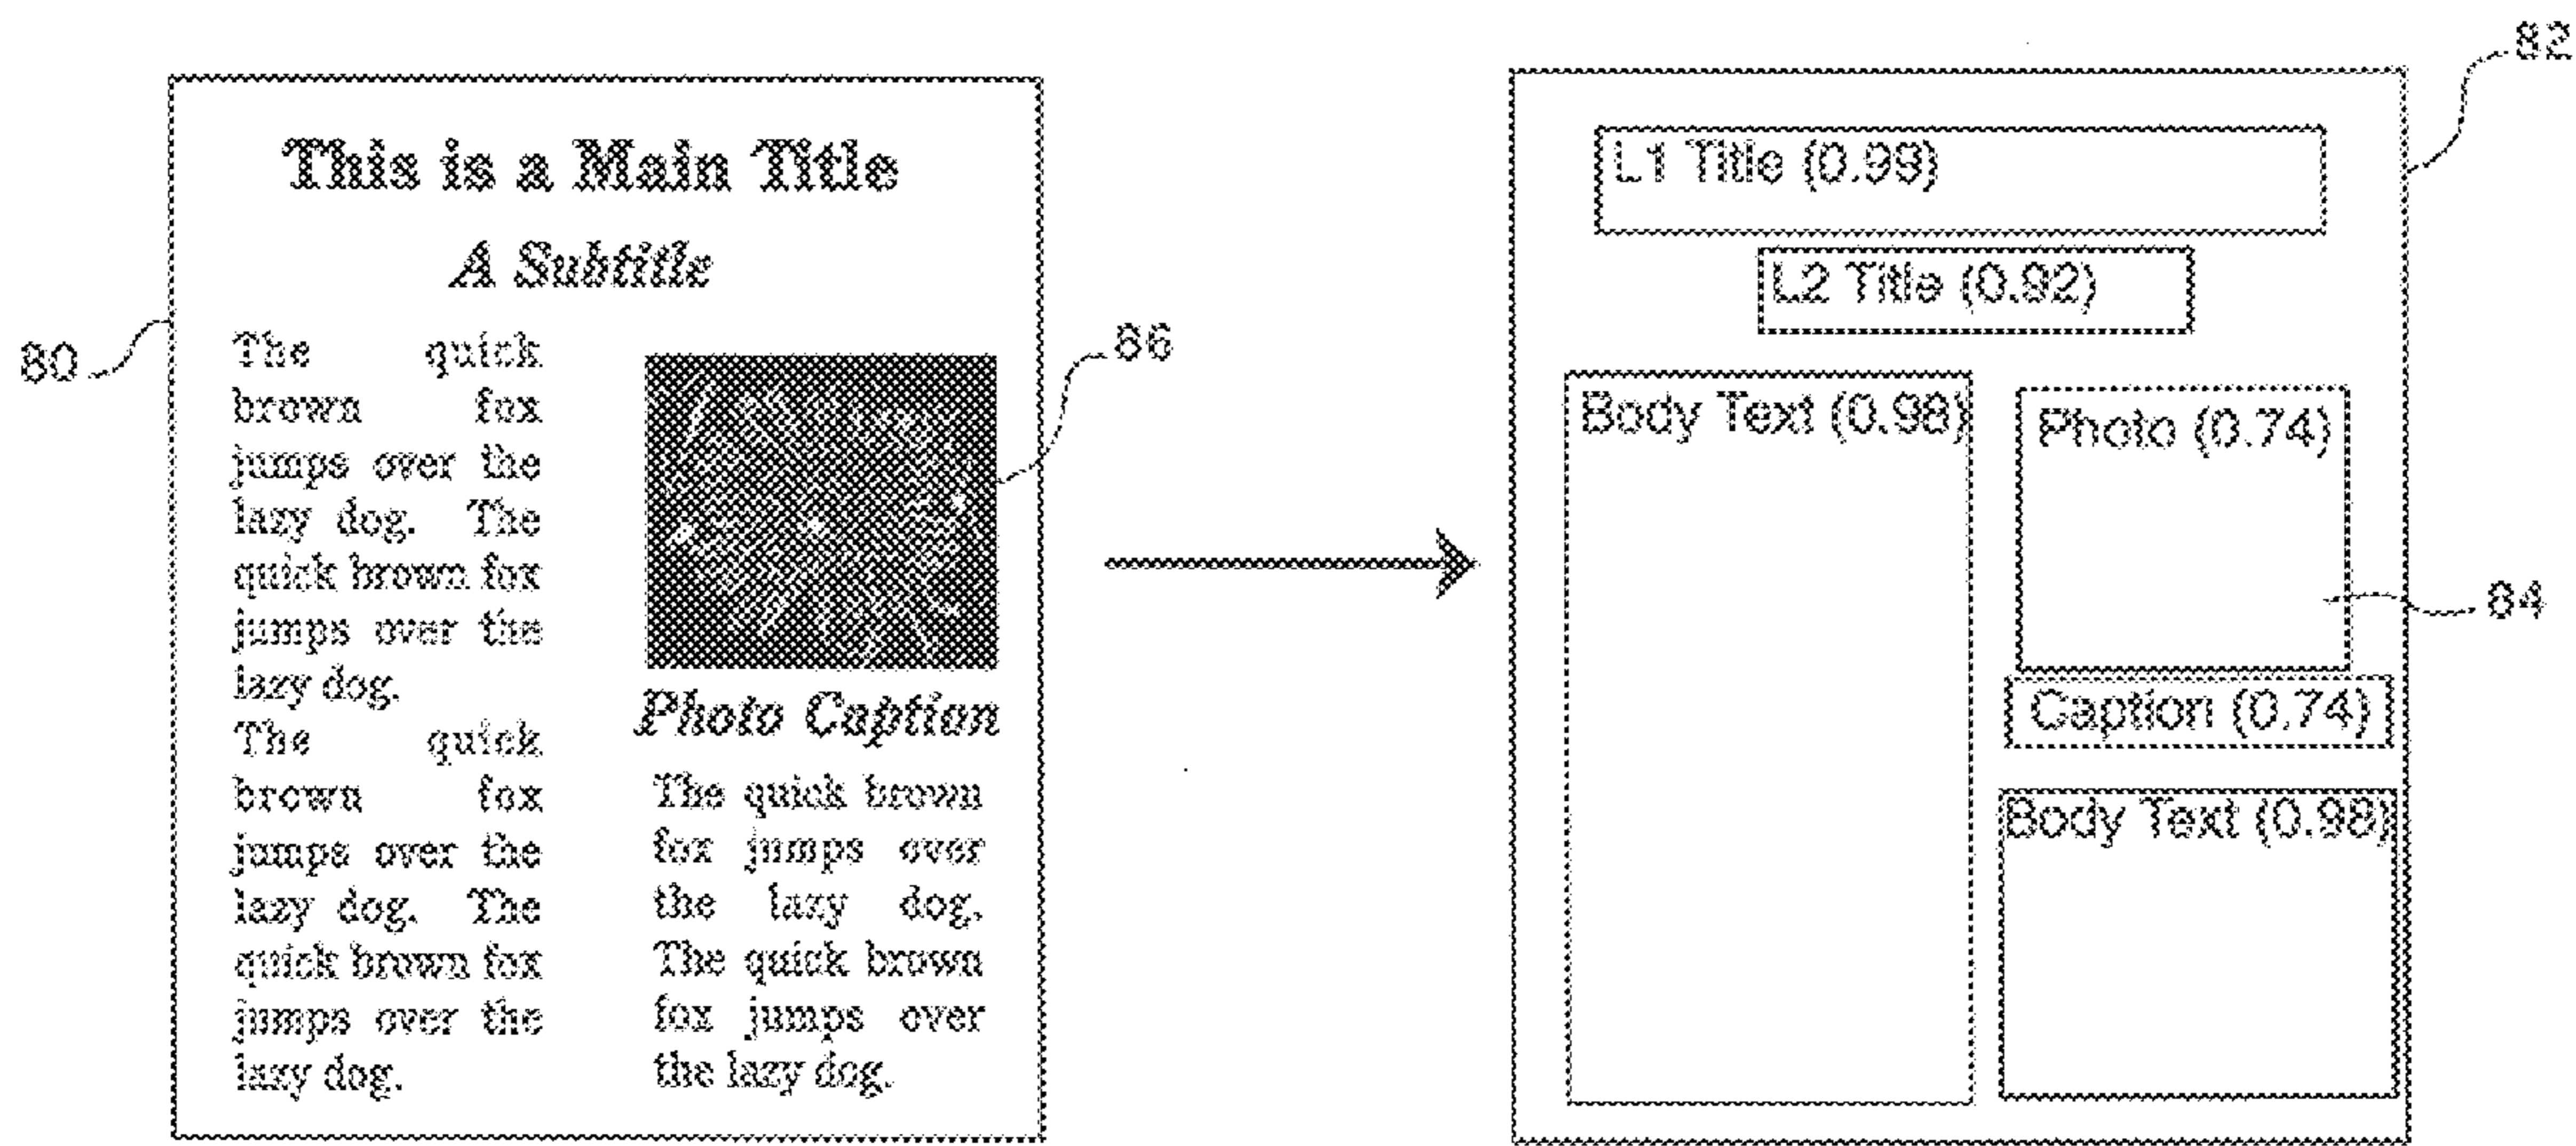 82
This is a Main Title
A Subtitle
80
The quick
brown fox
jumps over the
lazy dog. The
quick brown fox
jumps over the
lazy dog.
The quick
brown fox
jumps over the
lazy dog. The
quick brown fox
jumps over the
lazy dog.
86
Photo Caption
The quick brown
fox jumps over
the lazy dog.
The quick brown
fox jumps over
the lazy dog.
L1 Title (0.99)
L2 Title (0.92)
Body Text (0.98)
Photo (0.74)
84
Caption (0.74)
Body Text (0.98)